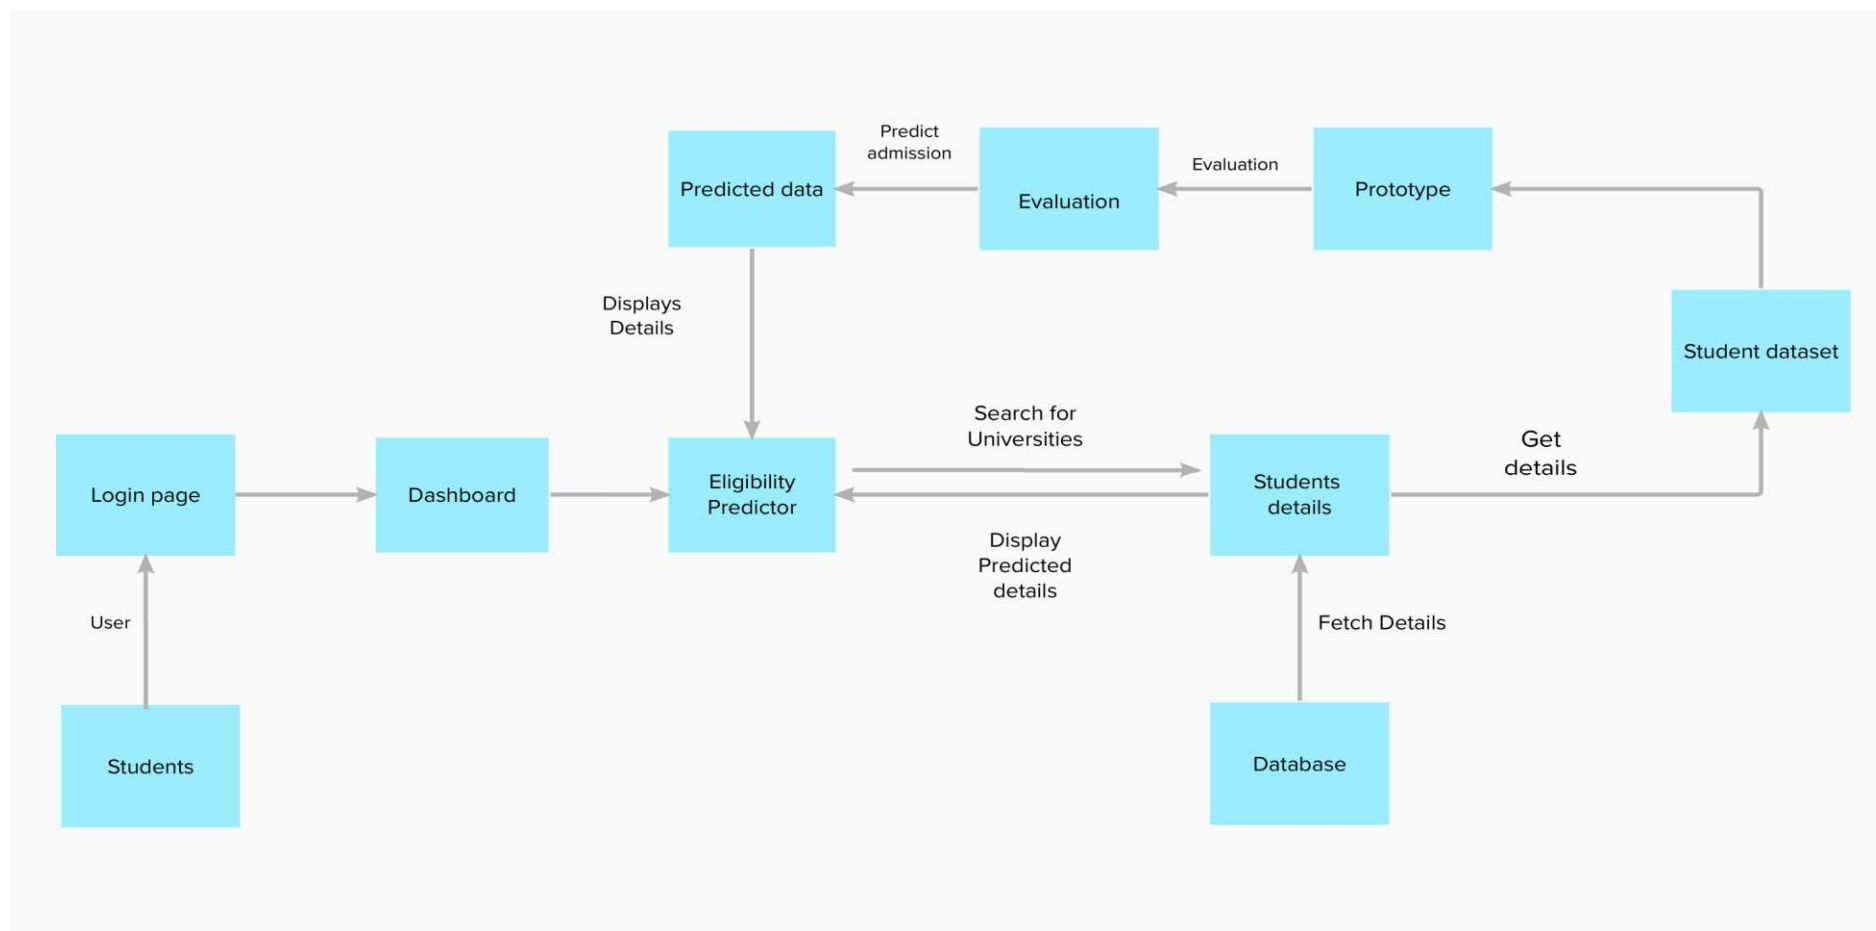 Predict
admission
Evaluation
Predicted data
Evaluation
Prototype
Displays
Details
Student dataset
Search for
Universities
Get
details
Login page
Dashboard
Eligibility
Predictor
Students
details
Display
Predicted
details
User
Fetch Details
Students
Database